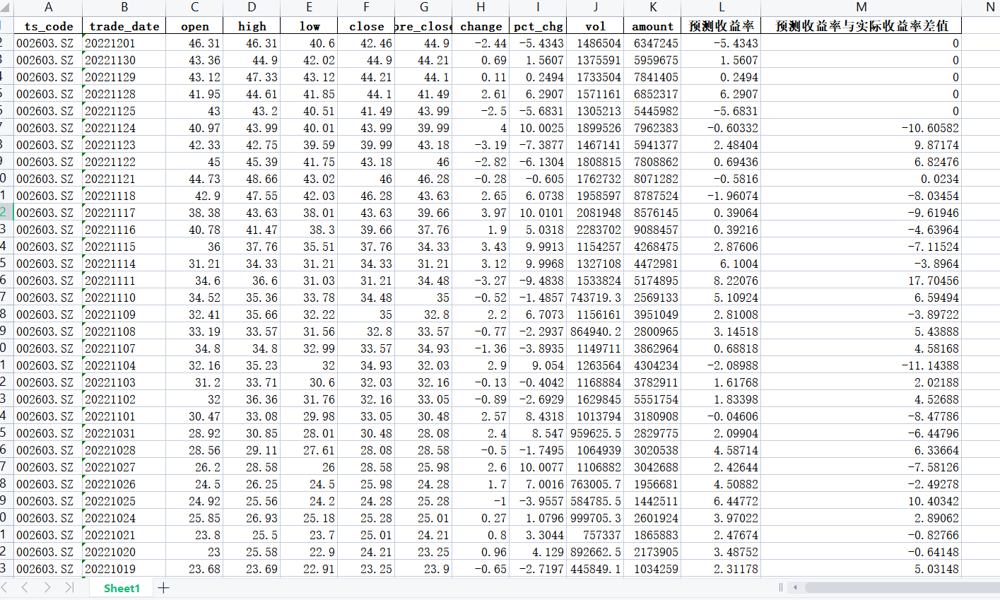 A B C D E F G H I J K L M N
ts_code trade_date open high low close pre_close change pct_chg vol amount 预测收益率 预测收益率与实际收益率差值
002603.SZ 20221201 46.31 46.31 40.6 42.46 44.9 -2.44 -5.4343 1486504 6347245 -5.4343 0
002603.SZ 20221130 43.36 44.9 42.02 44.9 44.21 0.69 1.5607 1375591 5959675 1.5607 0
002603.SZ 20221129 43.12 47.33 43.12 44.21 44.1 0.11 0.2494 1733504 7841405 0.2494 0
002603.SZ 20221128 41.95 44.61 41.85 44.1 41.49 2.61 6.2907 1571161 6852317 6.2907 0
002603.SZ 20221125 43 43.2 40.51 41.49 43.99 -2.5 -5.6831 1305213 5445982 -5.6831 0
002603.SZ 20221124 40.97 43.99 40.01 43.99 39.99 4 10.0025 1899526 7962383 -0.60332 -10.60582
002603.SZ 20221123 42.33 42.75 39.59 39.99 43.18 -3.19 -7.3877 1467141 5941377 2.48404 9.87174
002603.SZ 20221122 45 45.39 41.75 43.18 46 -2.82 -6.1304 1808815 7808862 0.69436 6.82476
002603.SZ 20221121 44.73 48.66 43.02 46 46.28 -0.28 -0.605 1762732 8071282 -0.5816 0.0234
002603.SZ 20221118 42.9 47.55 42.03 46.28 43.63 2.65 6.0738 1958597 8787524 -1.96074 -8.03454
002603.SZ 20221117 38.38 43.63 38.01 43.63 39.66 3.97 10.0101 2081948 8576145 0.39064 -9.61946
002603.SZ 20221116 40.78 41.47 38.3 39.66 37.76 1.9 5.0318 2283702 9088457 0.39216 -4.63964
002603.SZ 20221115 36 37.76 35.51 37.76 34.33 3.43 9.9913 1154257 4268475 2.87606 -7.11524
002603.SZ 20221114 31.21 34.33 31.21 34.33 31.21 3.12 9.9968 1327108 4472981 6.1004 -3.8964
002603.SZ 20221111 34.6 36.6 31.03 31.21 34.48 -3.27 -9.4838 1533824 5174895 8.22076 17.70456
002603.SZ 20221110 34.52 35.36 33.78 34.48 35 -0.52 -1.4857 743719.3 2569133 5.10924 6.59494
002603.SZ 20221109 32.41 35.66 32.22 35 32.8 2.2 6.7073 1156161 3951049 2.81008 -3.89722
002603.SZ 20221108 33.19 33.57 31.56 32.8 33.57 -0.77 -2.2937 864940.2 2800965 3.14518 5.43888
002603.SZ 20221107 34.8 34.8 32.99 33.57 34.93 -1.36 -3.8935 1149711 3862964 0.68818 4.58168
002603.SZ 20221104 32.16 35.23 32 34.93 32.03 2.9 9.054 1263564 4304234 -2.08988 -11.14388
002603.SZ 20221103 31.2 33.71 30.6 32.03 32.16 -0.13 -0.4042 1168884 3782911 1.61768 2.02188
002603.SZ 20221102 32 36.36 31.76 32.16 33.05 -0.89 -2.6929 1629845 5551754 1.83398 4.52688
002603.SZ 20221101 30.47 33.08 29.98 33.05 30.48 2.57 8.4318 1013794 3180908 -0.04606 -8.47786
002603.SZ 20221031 28.92 30.85 28.01 30.48 28.08 2.4 8.547 959625.5 2829775 2.09904 -6.44796
002603.SZ 20221028 28.56 29.11 27.61 28.08 28.58 -0.5 -1.7495 1064939 3020538 4.58714 6.33664
002603.SZ 20221027 26.2 28.58 26 28.58 25.98 2.6 10.0077 1106882 3042688 2.42644 -7.58126
002603.SZ 20221026 24.5 26.25 24.5 25.98 24.28 1.7 7.0016 763005.7 1956681 4.50882 -2.49278
002603.SZ 20221025 24.92 25.56 24.2 24.28 25.28 -1 -3.9557 584785.5 1442511 6.44772 10.40342
002603.SZ 20221024 25.85 26.93 25.18 25.28 25.01 0.27 1.0796 999705.3 2601924 3.97022 2.89062
002603.SZ 20221021 23.8 25.5 23.7 25.01 24.21 0.8 3.3044 757337 1865883 2.47674 -0.82766
002603.SZ 20221020 23 25.58 22.9 24.21 23.25 0.96 4.129 892662.5 2173905 3.48752 -0.64148
002603.SZ 20221019 23.68 23.69 22.91 23.25 23.9 -0.65 -2.7197 445849.1 1034259 2.31178 5.03148
Sheet1